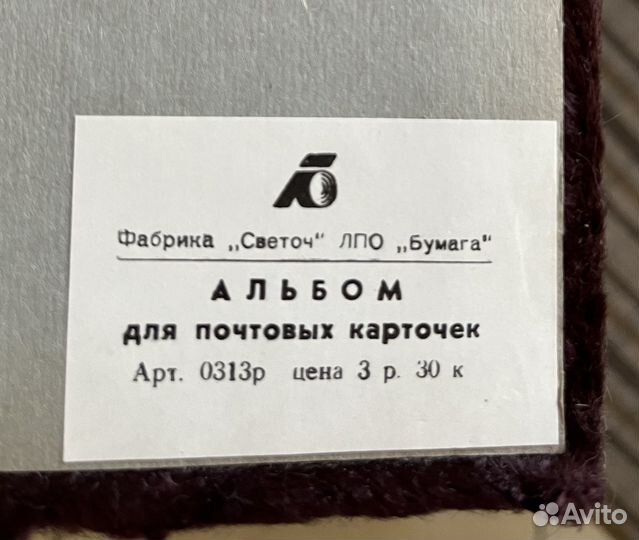 Фабрика „Светоч" ЛПО „Бумага"
АЛЬБОМ
для почтовых карточек
Арт. 0313р цена 3 р. 30 к
Avito